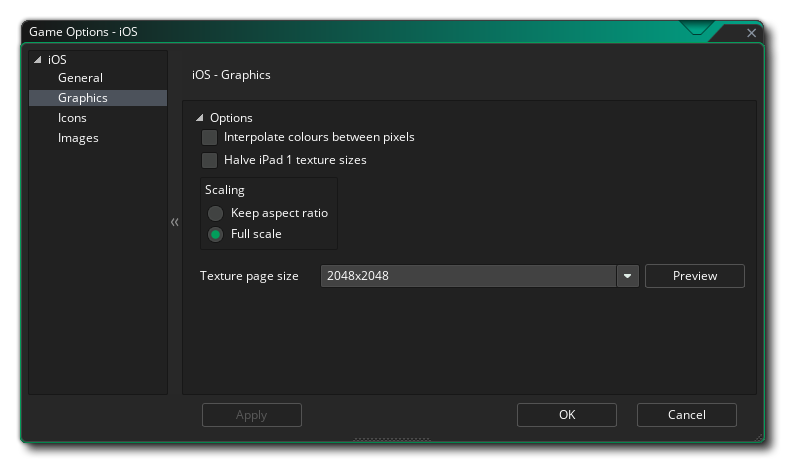 Game Options - iOS
iOS
General
Graphics
Icons
Images
iOS - Graphics
Options
Interpolate colours between pixels
Halve iPad 1 texture sizes
Scaling
Keep aspect ratio
Full scale
Texture page size 2048x2048 Preview
Apply OK Cancel